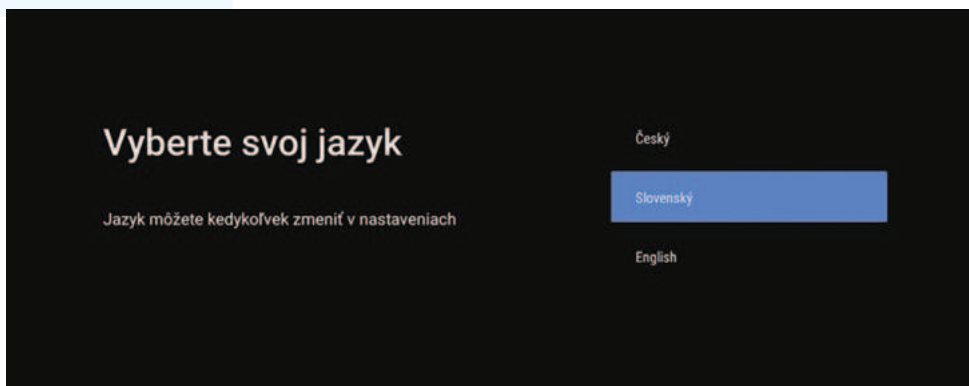 Vyberte svoj jazyk
Jazyk môžete kedykoľvek zmeniť v nastaveniach
Český
Slovenský
English